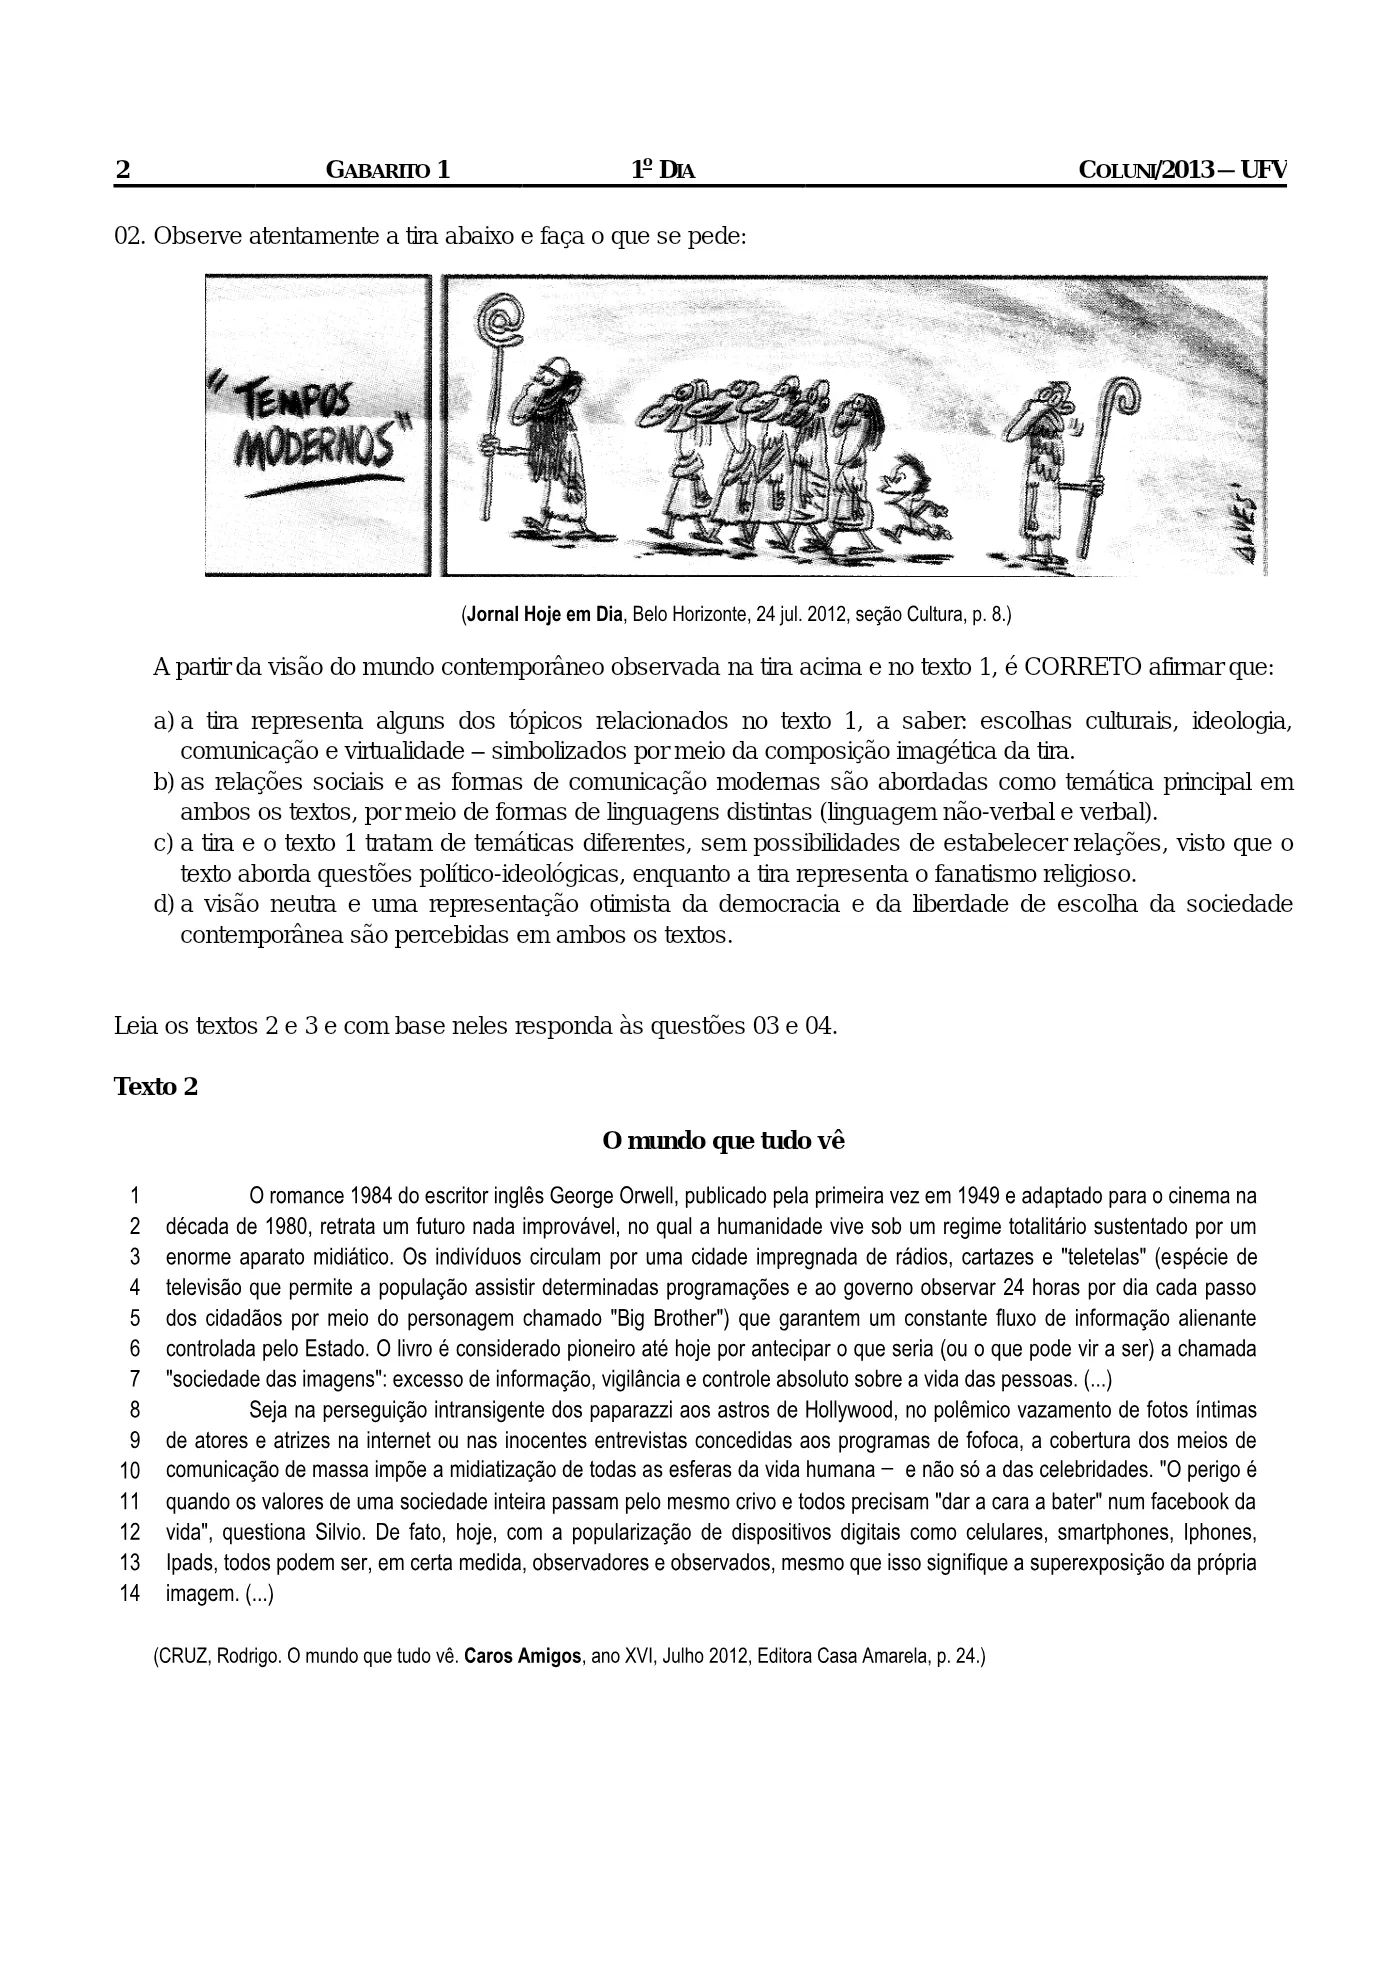 2 GABARITO 1 1º DIA COLUNI/2013 – UFV
02. Observe atentamente a tira abaixo e faça o que se pede:
"TEMPOS
MODERNOS"
ALVES
(Jornal Hoje em Dia, Belo Horizonte, 24 jul. 2012, seção Cultura, p. 8.)
A partir da visão do mundo contemporâneo observada na tira acima e no texto 1, é CORRETO afirmar que:
a) a tira representa alguns dos tópicos relacionados no texto 1, a saber: escolhas culturais, ideologia,
comunicação e virtualidade – simbolizados por meio da composição imagética da tira.
b) as relações sociais e as formas de comunicação modernas são abordadas como temática principal em
ambos os textos, por meio de formas de linguagens distintas (linguagem não-verbal e verbal).
c) a tira e o texto 1 tratam de temáticas diferentes, sem possibilidades de estabelecer relações, visto que o
texto aborda questões político-ideológicas, enquanto a tira representa o fanatismo religioso.
d) a visão neutra e uma representação otimista da democracia e da liberdade de escolha da sociedade
contemporânea são percebidas em ambos os textos.
Leia os textos 2 e 3 e com base neles responda às questões 03 e 04.
Texto 2
O mundo que tudo vê
1 O romance 1984 do escritor inglês George Orwell, publicado pela primeira vez em 1949 e adaptado para o cinema na
2 década de 1980, retrata um futuro nada improvável, no qual a humanidade vive sob um regime totalitário sustentado por um
3 enorme aparato midiático. Os indivíduos circulam por uma cidade impregnada de rádios, cartazes e "teletelas" (espécie de
4 televisão que permite a população assistir determinadas programações e ao governo observar 24 horas por dia cada passo
5 dos cidadãos por meio do personagem chamado "Big Brother") que garantem um constante fluxo de informação alienante
6 controlada pelo Estado. O livro é considerado pioneiro até hoje por antecipar o que seria (ou o que pode vir a ser) a chamada
7 "sociedade das imagens": excesso de informação, vigilância e controle absoluto sobre a vida das pessoas. (...)
8 Seja na perseguição intransigente dos paparazzi aos astros de Hollywood, no polêmico vazamento de fotos íntimas
9 de atores e atrizes na internet ou nas inocentes entrevistas concedidas aos programas de fofoca, a cobertura dos meios de
10 comunicação de massa impõe a midiatização de todas as esferas da vida humana – e não só a das celebridades. "O perigo é
11 quando os valores de uma sociedade inteira passam pelo mesmo crivo e todos precisam "dar a cara a bater" num facebook da
12 vida", questiona Silvio. De fato, hoje, com a popularização de dispositivos digitais como celulares, smartphones, Iphones,
13 Ipads, todos podem ser, em certa medida, observadores e observados, mesmo que isso signifique a superexposição da própria
14 imagem. (...)
(CRUZ, Rodrigo. O mundo que tudo vê. Caros Amigos, ano XVI, Julho 2012, Editora Casa Amarela, p. 24.)